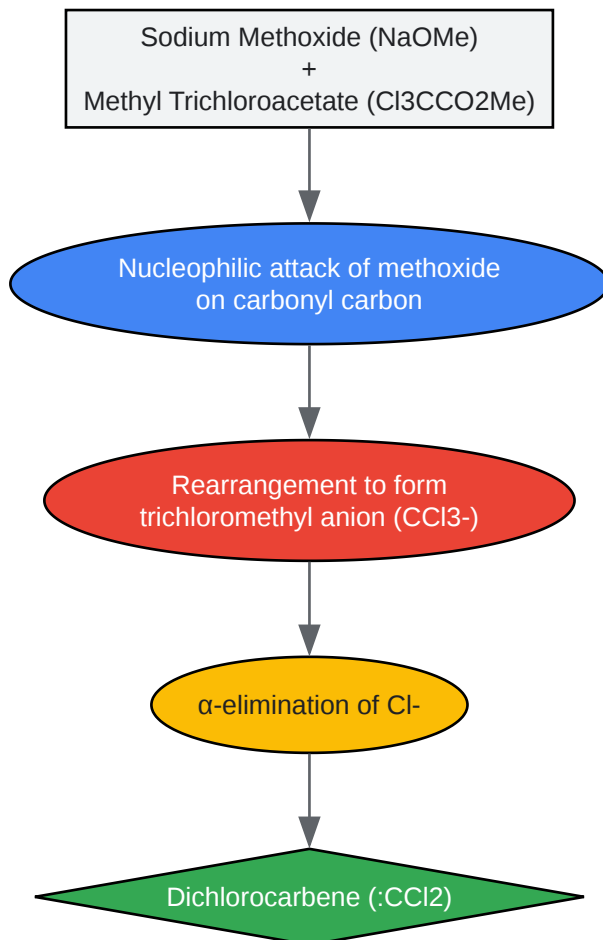 Sodium Methoxide (NaOMe)
+
Methyl Trichloroacetate (Cl3CCO2Me)
Nucleophilic attack of methoxide
on carbonyl carbon
Rearrangement to form
trichloromethyl anion (CCl3-)
α-elimination of Cl-
Dichlorocarbene (:CCl2)